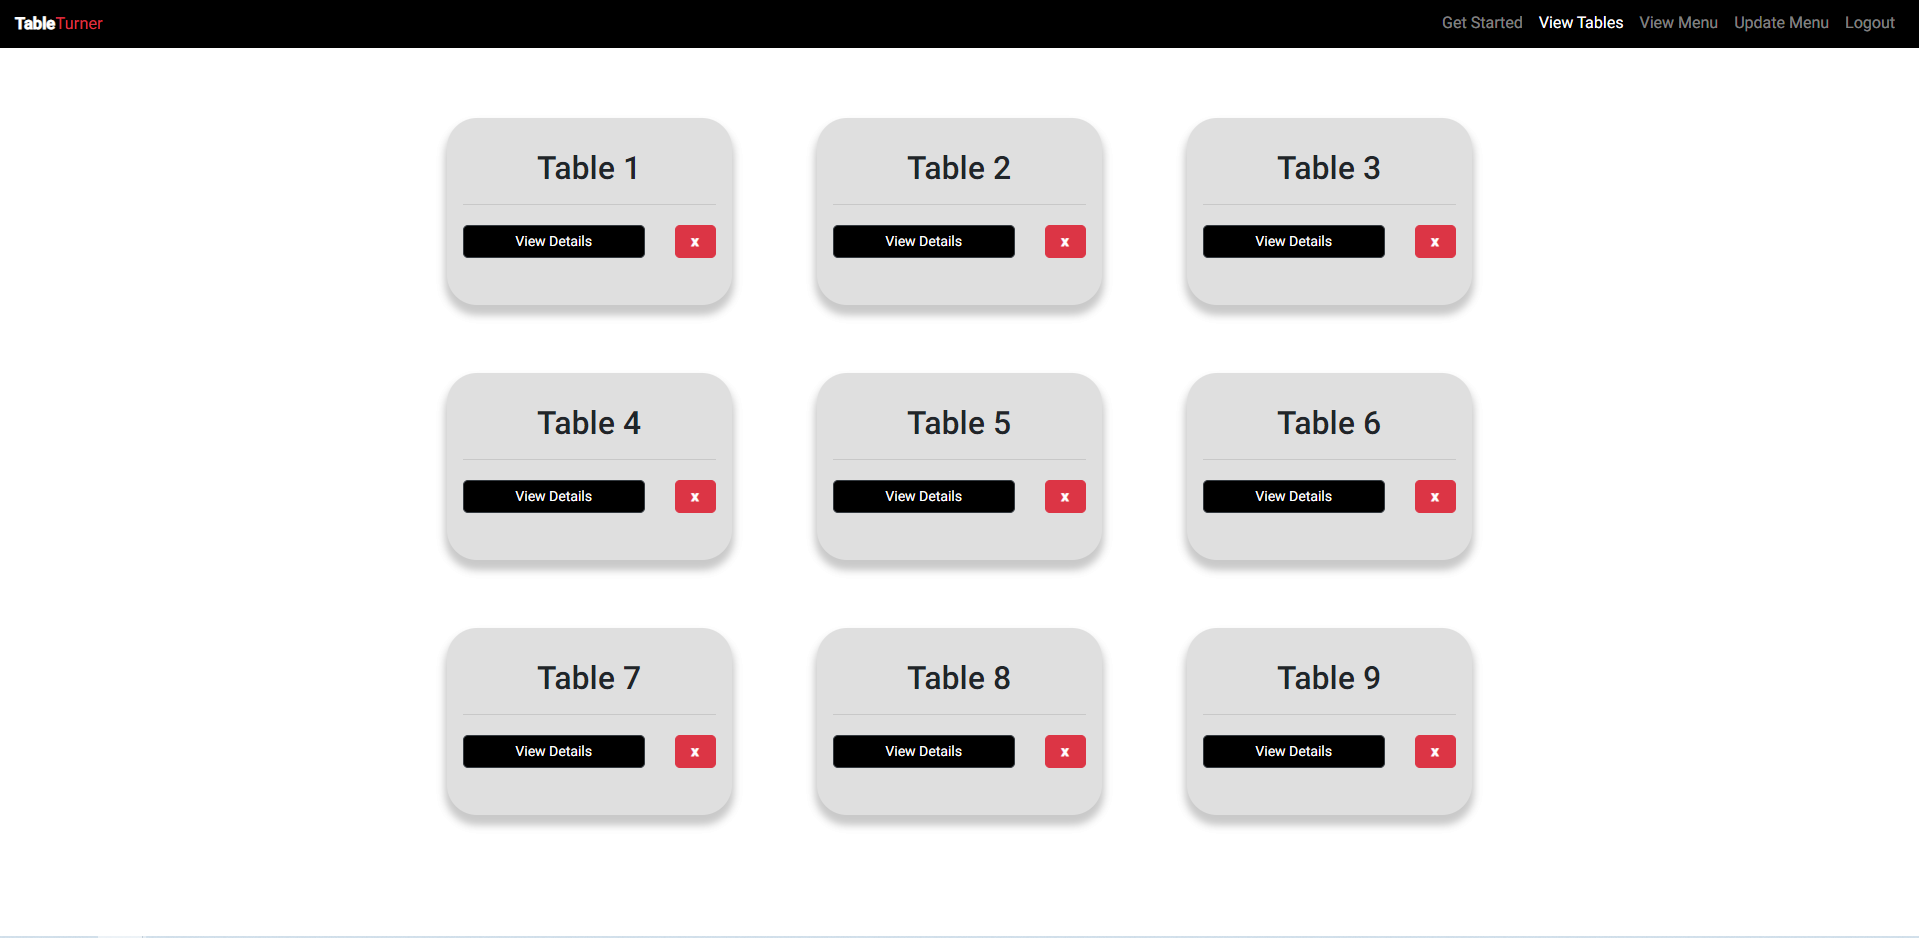 TableTurner Get Started View Tables View Menu Update Menu Logout
Table 1 Table 2 Table 3
View Details x View Details x View Details x
Table 4 Table 5 Table 6
View Details x View Details x View Details x
Table 7 Table 8 Table 9
View Details x View Details x View Details x